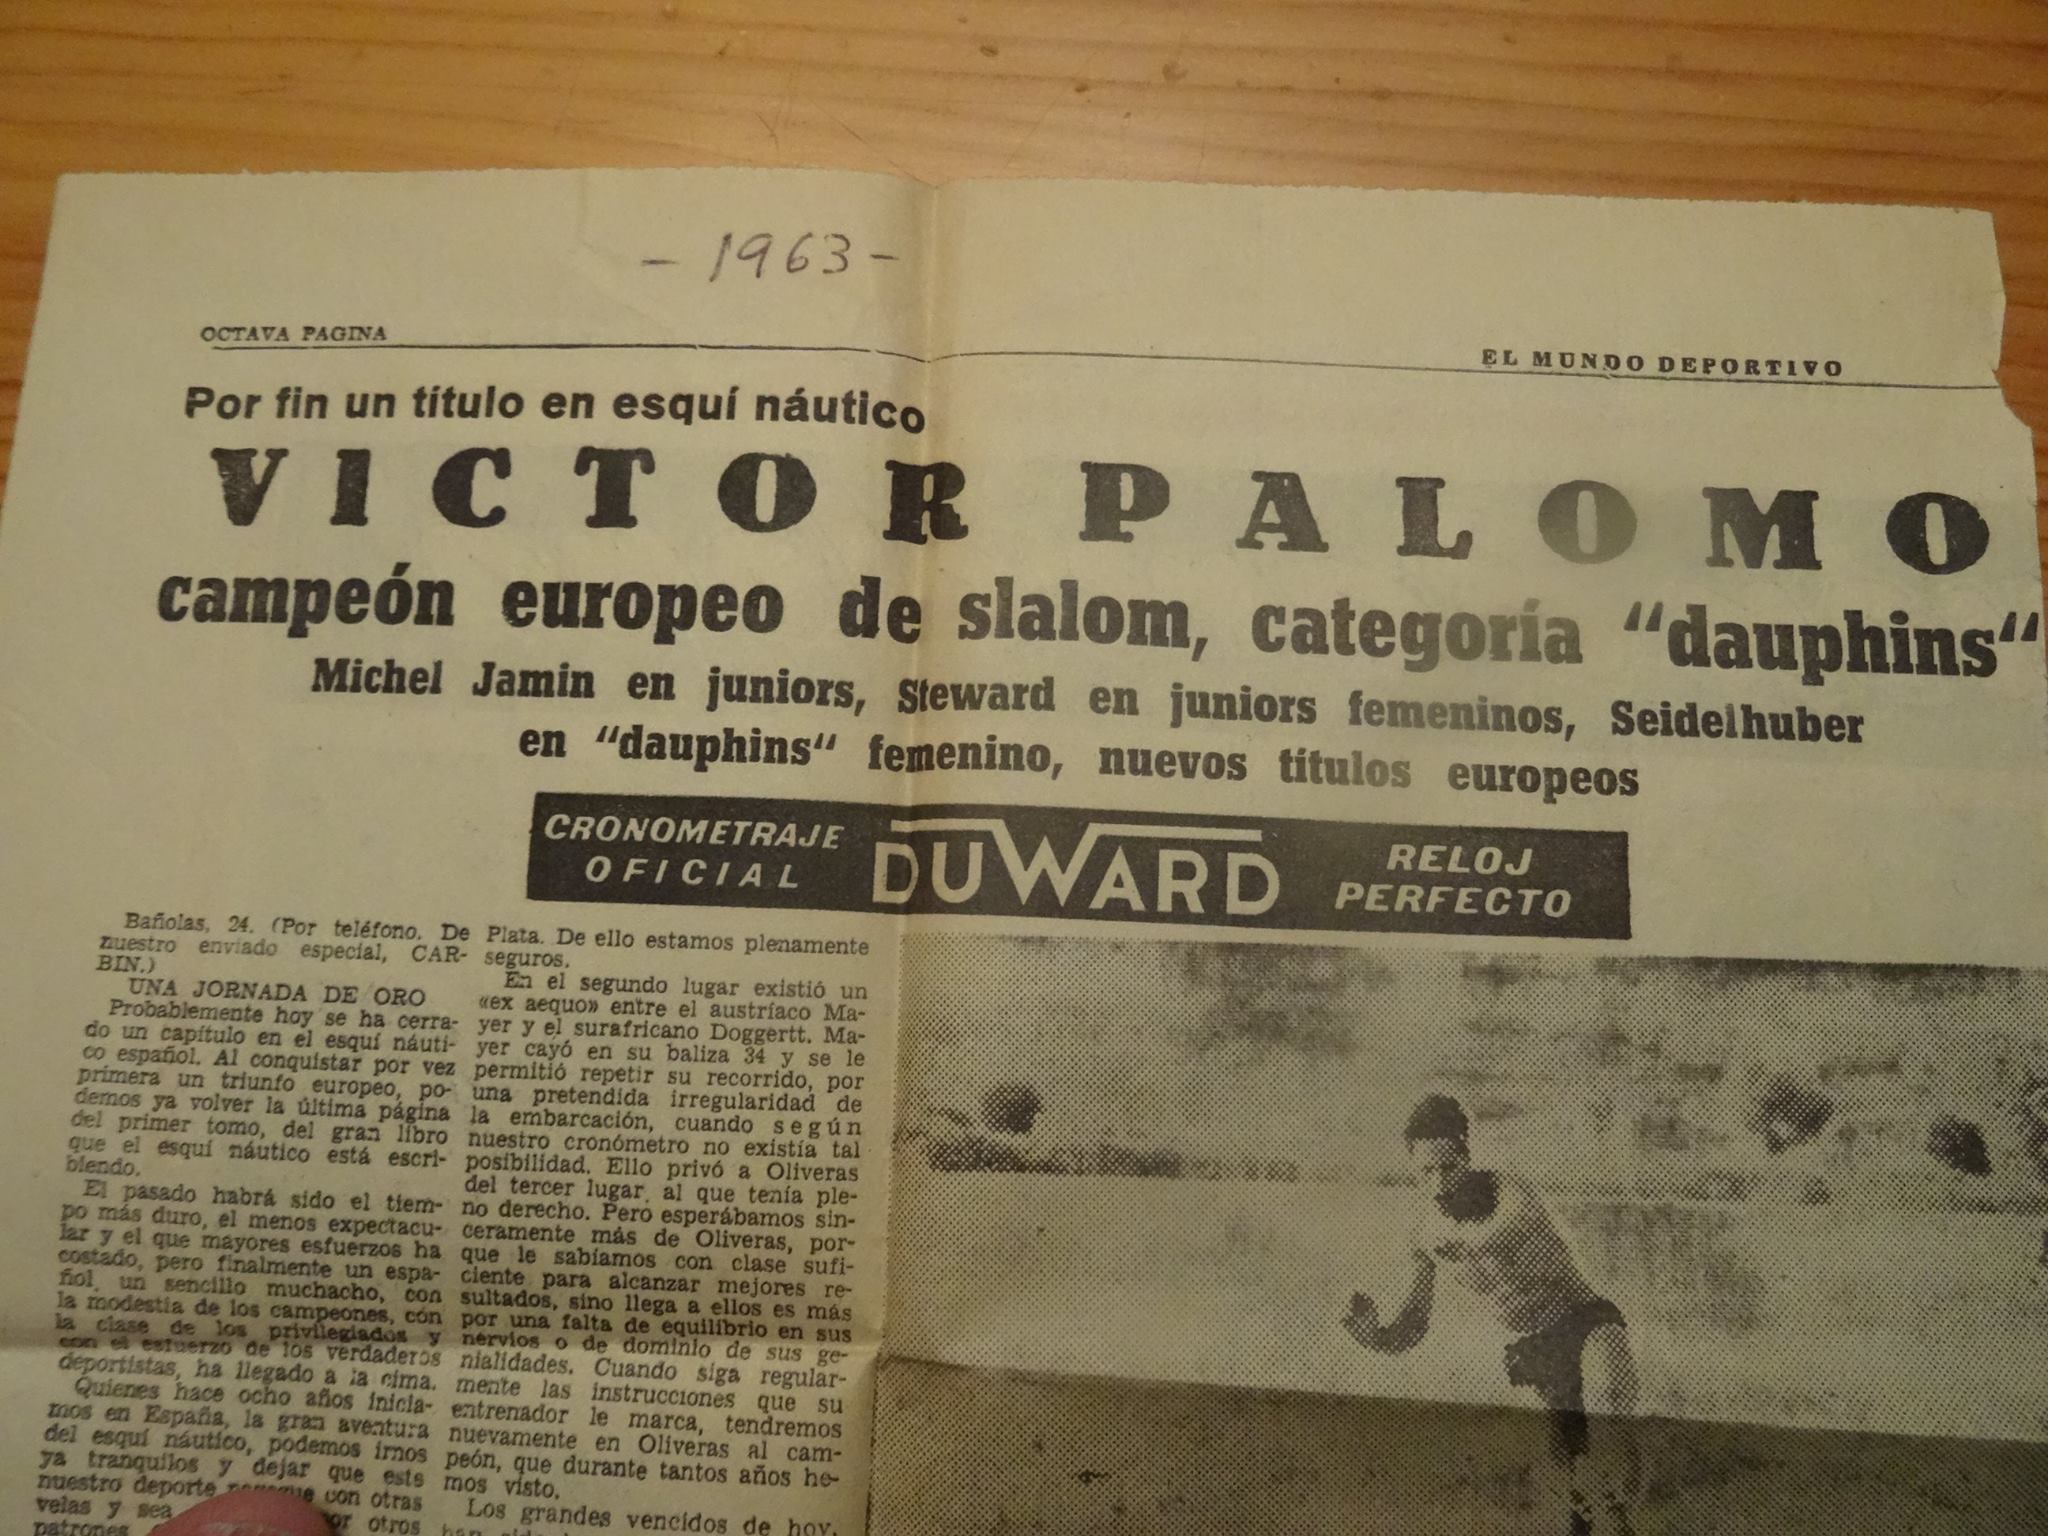 - 1963 -
OCTAVA PAGINA
EL MUNDO DEPORTIVO
Por fin un título en esquí náutico
VICTOR PALOMO
campeón europeo de slalom, categoría “dauphins“
Michel Jamin en juniors, Steward en juniors femeninos, Seidelhuber
en “dauphins“ femenino, nuevos títulos europeos
CRONOMETRAJE
OFICIAL
DUWARD
RELOJ
PERFECTO
Bañolas, 24. (Por teléfono. De
nuestro enviado especial, CAR-
BIN.)
UNA JORNADA DE ORO
Probablemente hoy se ha cerra-
do un capítulo en el esquí náuti-
co español. Al conquistar por vez
primera un triunfo europeo, po-
demos ya volver la última página
del primer tomo, del gran libro
que el esquí náutico está escri-
biendo.
El pasado habrá sido el tiem-
po más duro, el menos expectacu-
lar y el que mayores esfuerzos ha
costado, pero finalmente un espa-
ñol, un sencillo muchacho, con
la modestia de los campeones, con
la clase de los privilegiados y
con el esfuerzo de los verdaderos
deportistas, ha llegado a la cima.
Quienes hace ocho años inicia-
mos en España, la gran aventura
del esquí náutico, podemos irnos
ya tranquilos y dejar que este
nuestro deporte con otras
velas y sea otros
patrones
Plata. De ello estamos plenamente
seguros.
En el segundo lugar existió un
«ex aequo» entre el austríaco Ma-
yer y el surafricano Doggertt. Ma-
yer cayó en su baliza 34 y se le
permitió repetir su recorrido, por
una pretendida irregularidad de
la embarcación, cuando según
nuestro cronómetro no existía tal
posibilidad. Ello privó a Oliveras
del tercer lugar, al que tenía ple-
no derecho. Pero esperábamos sin-
ceramente más de Oliveras, por-
que le sabíamos con clase sufi-
ciente para alcanzar mejores re-
sultados, sino llega a ellos es más
por una falta de equilibrio en sus
nervios o de dominio de sus ge-
nialidades. Cuando siga regular-
mente las instrucciones que su
entrenador le marca, tendremos
nuevamente en Oliveras al cam-
peón, que durante tantos años he-
mos visto.
Los grandes vencidos de hoy,
han